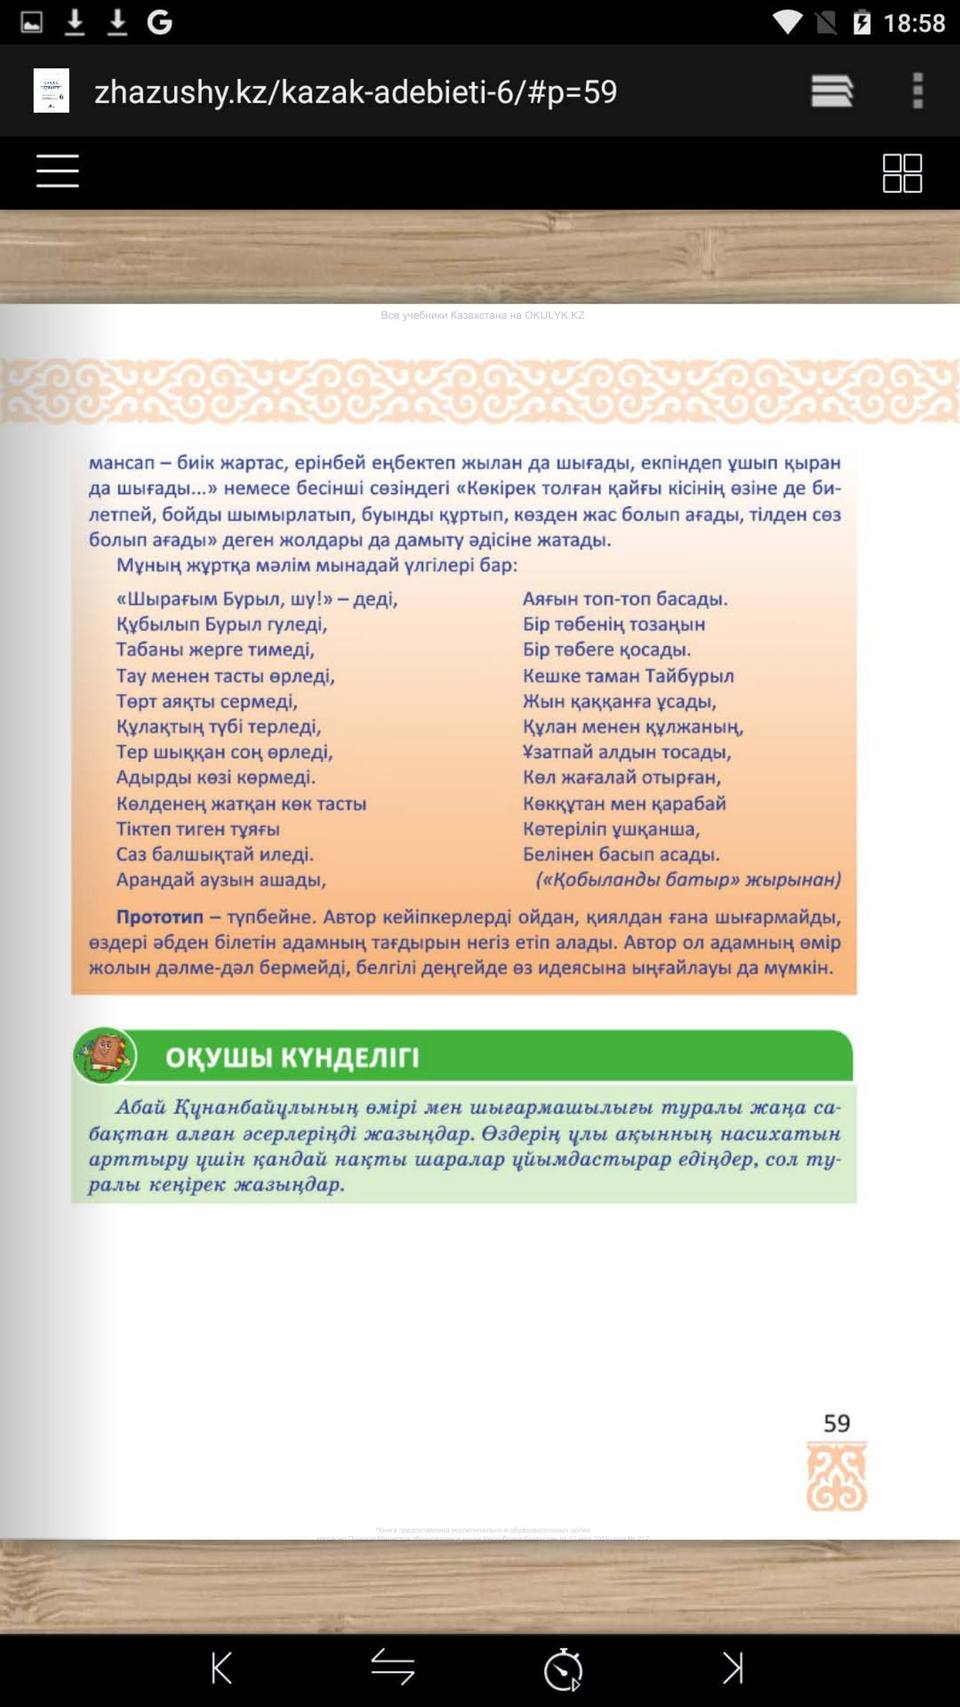 18:58
zhazushy.kz/kazak-adebieti-6/#p=59
Все учебники Казахстана на OKULYK.KZ
мансап – биік жартас, ерінбей еңбектеп жылан да шығады, екпіндеп ұшып қыран
да шығады...» немесе бесінші сөзіндегі «Көкірек толған қайғы кісінің өзіне де би-
летпей, бойды шымырлатып, буынды құртып, көзден жас болып ағады, тілден сөз
болып ағады» деген жолдары да дамыту әдісіне жатады.
Мұның жұртқа мәлім мынадай үлгілері бар:
«Шырағым Бурыл, шу!» – деді,
Құбылып Бурыл гуледі,
Табаны жерге тимеді,
Тау менен тасты өрледі,
Төрт аяқты сермеді,
Құлақтың түбі терледі,
Тер шыққан соң өрледі,
Адырды көзі көрмеді.
Көлденең жатқан көк тасты
Тіктеп тиген тұяғы
Саз балшықтай иледі.
Арандай аузын ашады,
Аяғын топ-топ басады.
Бір төбенің тозаңын
Бір төбеге қосады.
Кешке таман Тайбурыл
Жын қаққанға ұсады,
Құлан менен құлжаның,
Ұзатпай алдын тосады,
Көл жағалай отырған,
Көкқұтан мен қарабай
Көтеріліп ұшқанша,
Белінен басып асады.
(«Қобыланды батыр» жырынан)
Прототип – түпбейне. Автор кейіпкерлерді ойдан, қиялдан ғана шығармайды,
өздері әбден білетін адамның тағдырын негіз етіп алады. Автор ол адамның өмір
жолын дәлме-дәл бермейді, белгілі деңгейде өз идеясына ыңғайлауы да мүмкін.
ОҚУШЫ КҮНДЕЛІГІ
Абай Құнанбайұлының өмірі мен шығармашылығы туралы жаңа са-
бақтан алған әсерлеріңді жазыңдар. Өздерің ұлы ақынның насихатын
арттыру үшін қандай нақты шаралар ұйымдастырар едіңдер, сол ту-
ралы кеңірек жазыңдар.
59
*Книга предоставлена исключительно в образовательных целях